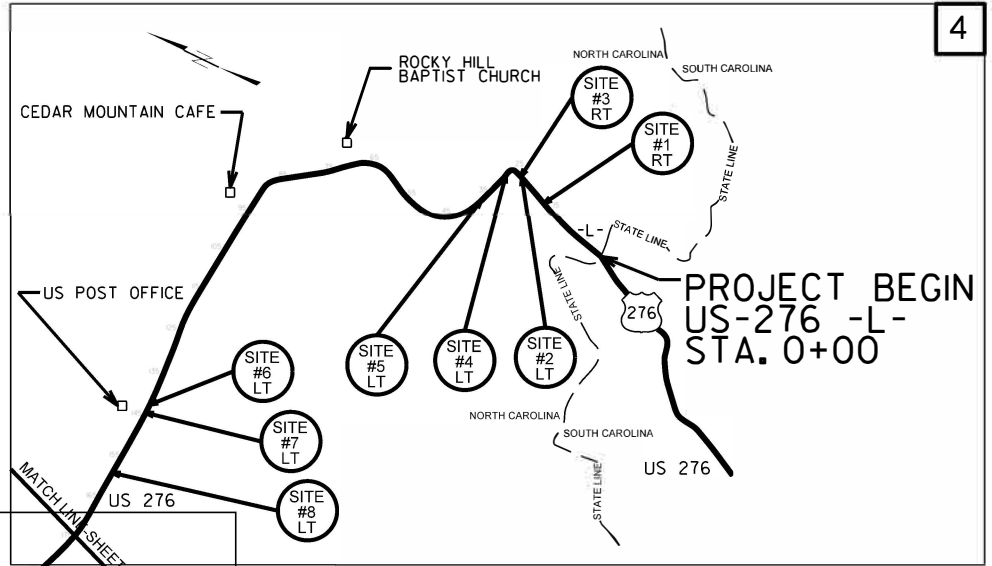 4
NORTH CAROLINA
SOUTH CAROLINA
ROCKY HILL
BAPTIST CHURCH
CEDAR MOUNTAIN CAFE
SITE
#3
RT
SITE
#1
RT
STATE LINE
-L-
STATE LINE
STATE LINE
PROJECT BEGIN
US-276 -L-
STA. 0+00
276
US POST OFFICE
SITE
#6
LT
SITE
#5
LT
SITE
#4
LT
SITE
#2
LT
SITE
#7
LT
NORTH CAROLINA
SOUTH CAROLINA
STATE LINE
US 276
SITE
#8
LT
US 276
MATCH LINE-SHEET